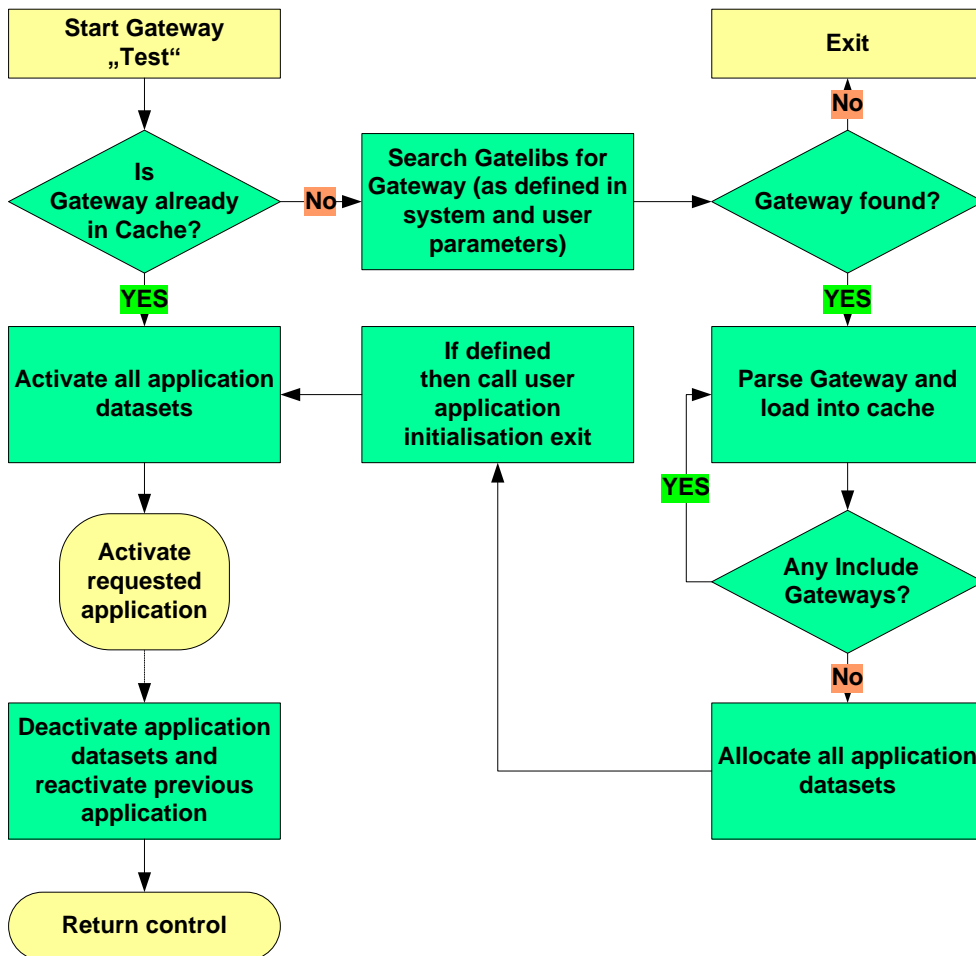 Start Gateway
„Test“
Exit
No
Is
Gateway already
in Cache?
No
Search Gatelibs for
Gateway (as defined in
system and user
parameters)
Gateway found?
YES
YES
Activate all application
datasets
If defined
then call user
application
initialisation exit
Parse Gateway and
load into cache
YES
Activate
requested
application
Any Include
Gateways?
No
Deactivate application
datasets and
reactivate previous
application
Allocate all application
datasets
Return control